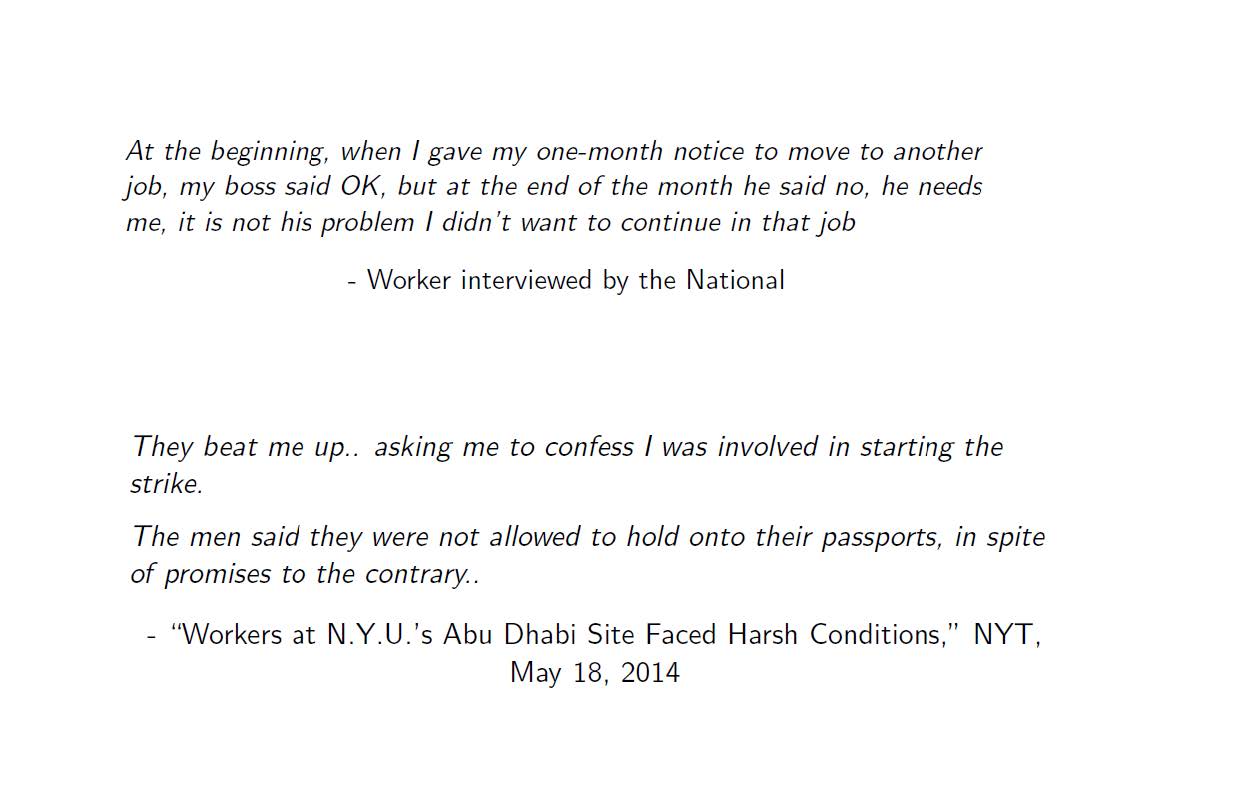 At the beginning, when I gave my one-month notice to move to another
job, my boss said OK, but at the end of the month he said no, he needs
me, it is not his problem I didn't want to continue in that job
- Worker interviewed by the National
They beat me up.. asking me to confess I was involved in starting the
strike.
The men said they were not allowed to hold onto their passports, in spite
of promises to the contrary..
- “Workers at N.Y.U.'s Abu Dhabi Site Faced Harsh Conditions,” NYT,
May 18, 2014